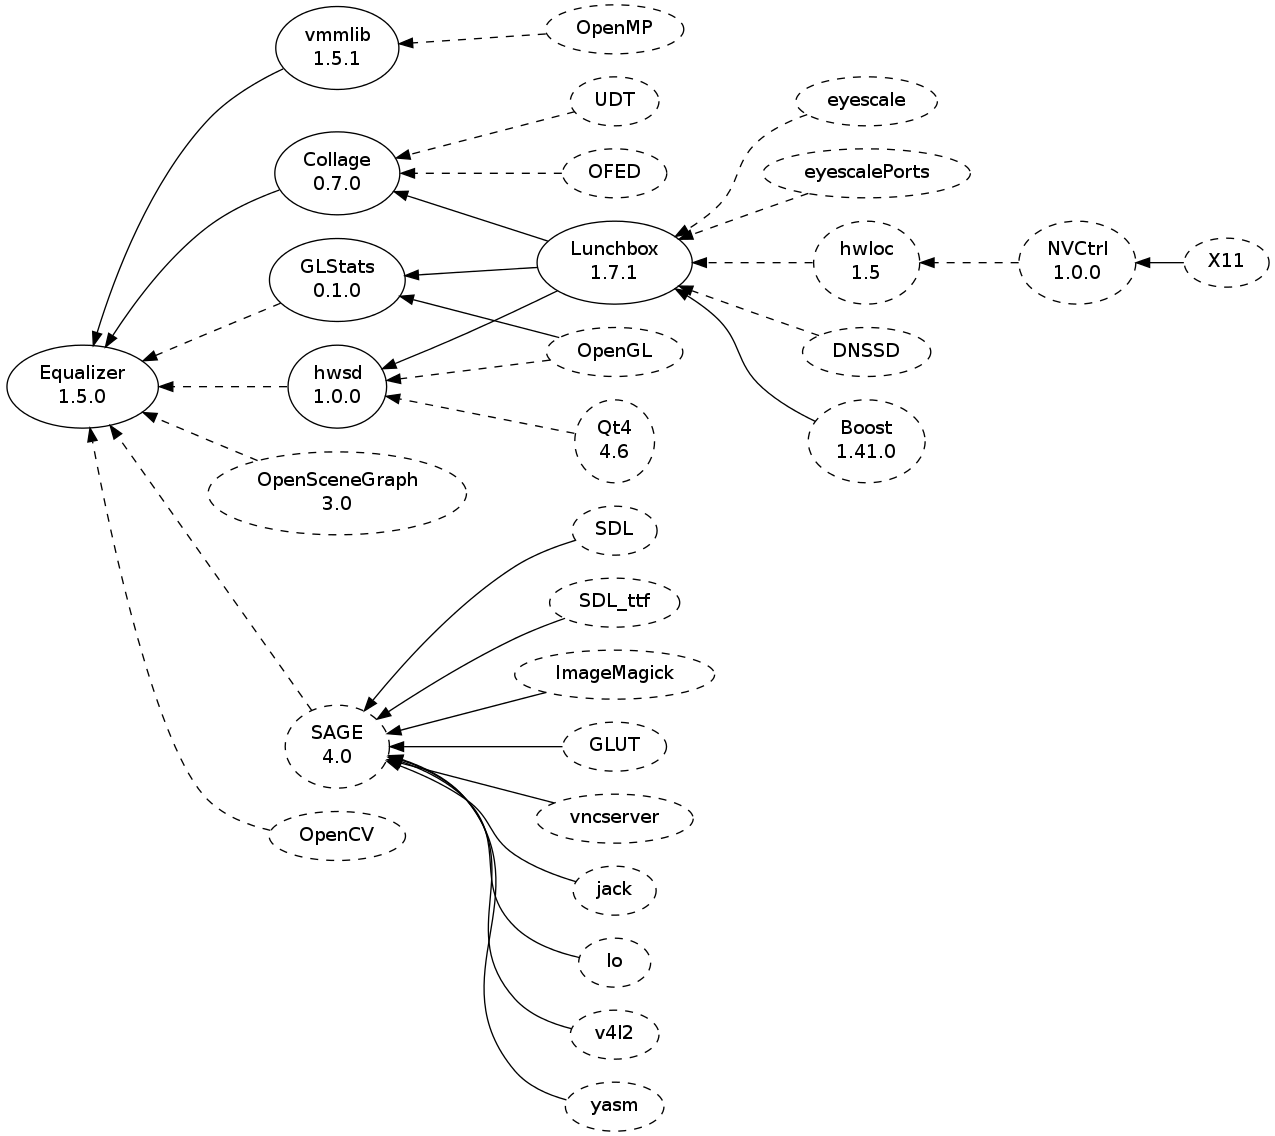 vmmlib
1.5.1
OpenMP
UDT
eyescale
Collage
0.7.0
OFED
eyescalePorts
GLStats
0.1.0
Lunchbox
1.7.1
hwloc
1.5
NVCtrl
1.0.0
X11
Equalizer
1.5.0
hwsd
1.0.0
OpenGL
DNSSD
Qt4
4.6
Boost
1.41.0
OpenSceneGraph
3.0
SDL
SDL_ttf
ImageMagick
SAGE
4.0
GLUT
vncserver
OpenCV
jack
lo
v4l2
yasm